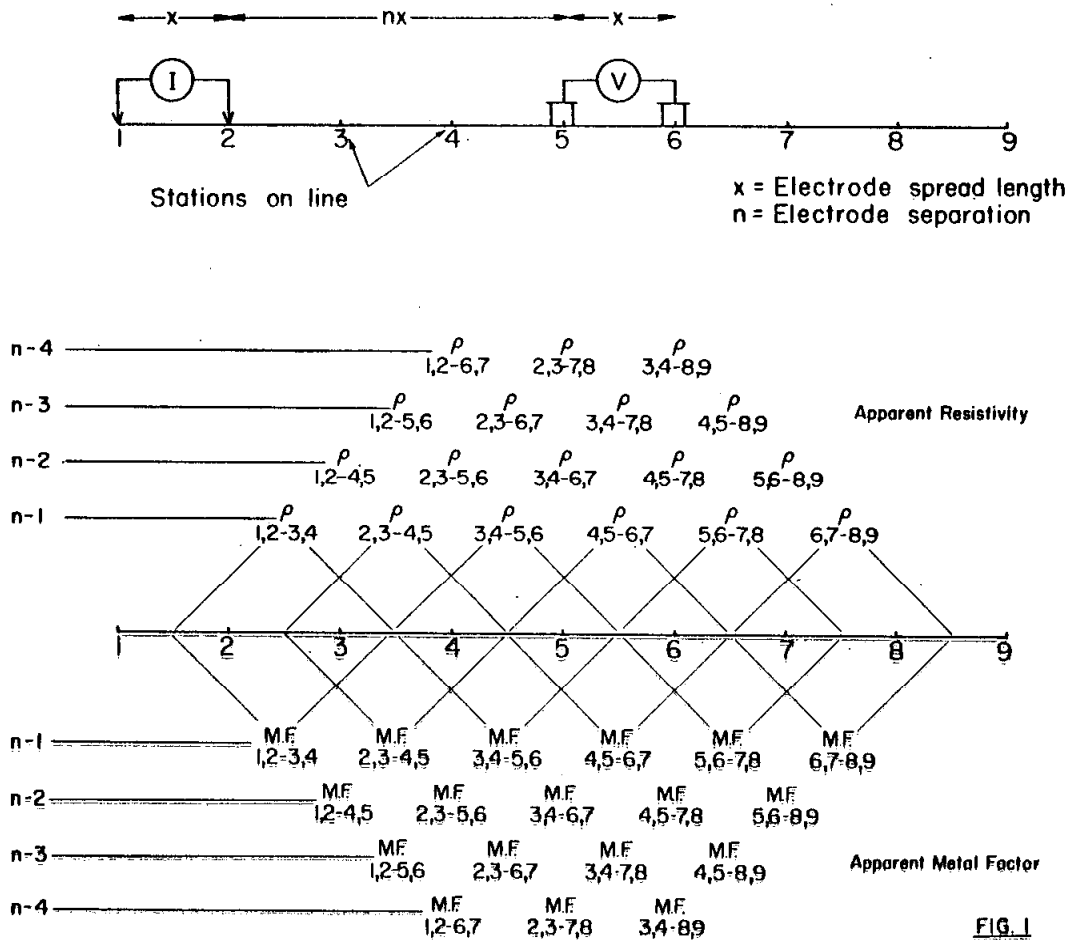 x nx x
I V
1 2 3 4 5 6 7 8 9
Stations on line
x = Electrode spread length
n = Electrode separation
n-4 ρ ρ ρ
1,2-6,7 2,3-7,8 3,4-8,9
n-3 ρ ρ ρ ρ Apparent Resistivity
1,2-5,6 2,3-6,7 3,4-7,8 4,5-8,9
n-2 ρ ρ ρ ρ ρ
1,2-4,5 2,3-5,6 3,4-6,7 4,5-7,8 5,6-8,9
n-1 ρ ρ ρ ρ ρ ρ
1,2-3,4 2,3-4,5 3,4-5,6 4,5-6,7 5,6-7,8 6,7-8,9
1 2 3 4 5 6 7 8 9
n-1 M.F. M.F. M.F. M.F. M.F. M.F.
1,2-3,4 2,3-4,5 3,4-5,6 4,5-6,7 5,6-7,8 6,7-8,9
n-2 M.F. M.F. M.F. M.F. M.F.
1,2-4,5 2,3-5,6 3,4-6,7 4,5-7,8 5,6-8,9
n-3 M.F. M.F. M.F. M.F. Apparent Metal Factor
1,2-5,6 2,3-6,7 3,4-7,8 4,5-8,9
n-4 M.F. M.F. M.F.
1,2-6,7 2,3-7,8 3,4-8,9
FIG. 1